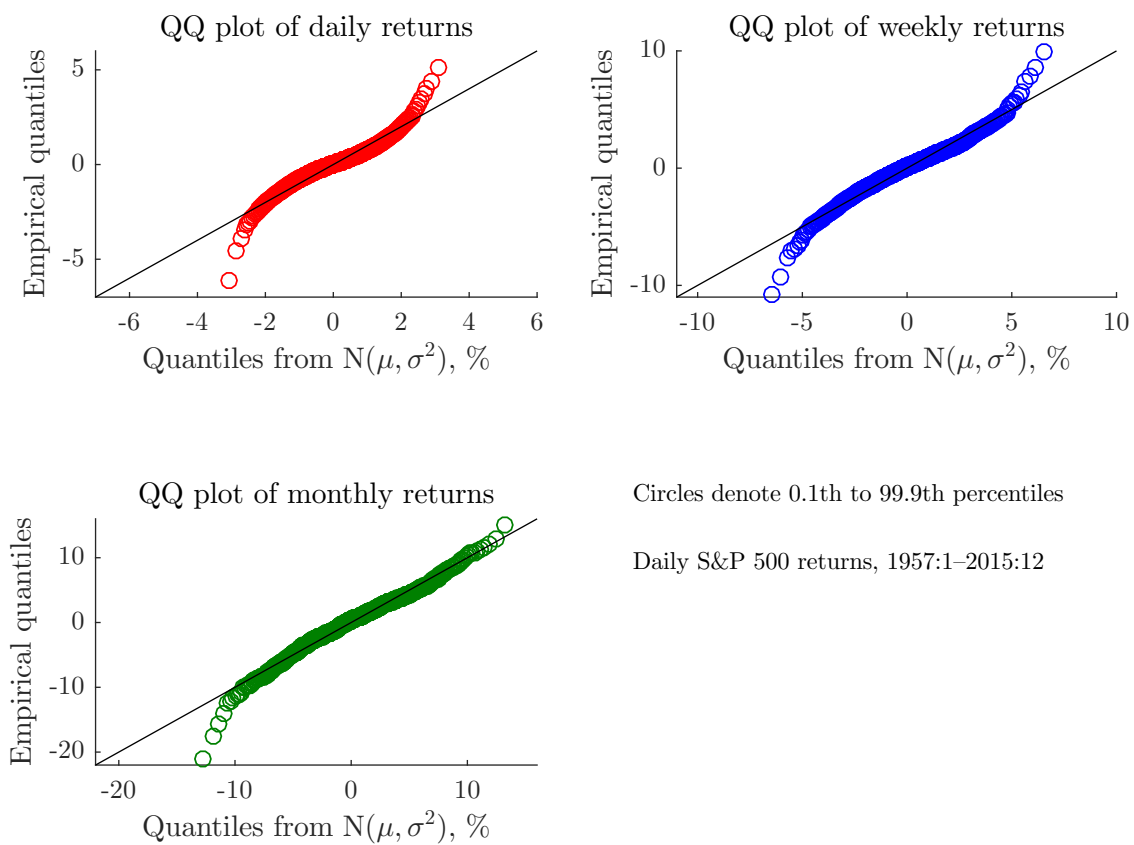 QQ plot of daily returns
Empirical quantiles
5
0
-5
-6 -4 -2 0 2 4 6
Quantiles from N(μ, σ²), %
QQ plot of weekly returns
Empirical quantiles
10
0
-10
-10 -5 0 5 10
Quantiles from N(μ, σ²), %
QQ plot of monthly returns
Empirical quantiles
10
0
-10
-20
-20 -10 0 10
Quantiles from N(μ, σ²), %
Circles denote 0.1th to 99.9th percentiles
Daily S&P 500 returns, 1957:1–2015:12